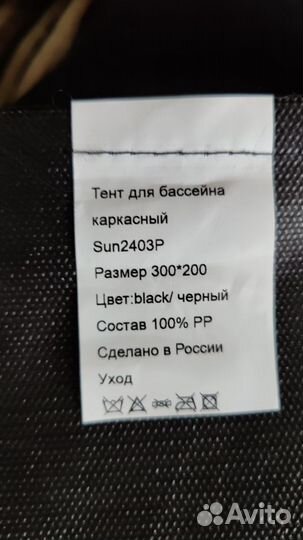 Тент для бассейна
каркасный
Sun2403P
Размер 300*200
Цвет:black/ черный
Состав 100% PP
Сделано в России
Уход
Avito